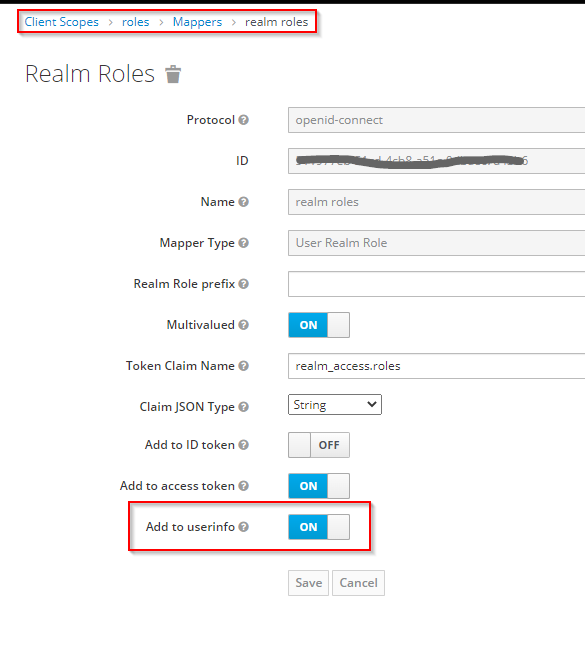 Client Scopes > roles > Mappers > realm roles
Realm Roles
Protocol openid-connect
ID
Name realm roles
Mapper Type User Realm Role
Realm Role prefix
Multivalued ON
Token Claim Name realm_access.roles
Claim JSON Type String
Add to ID token OFF
Add to access token ON
Add to userinfo ON
Save Cancel